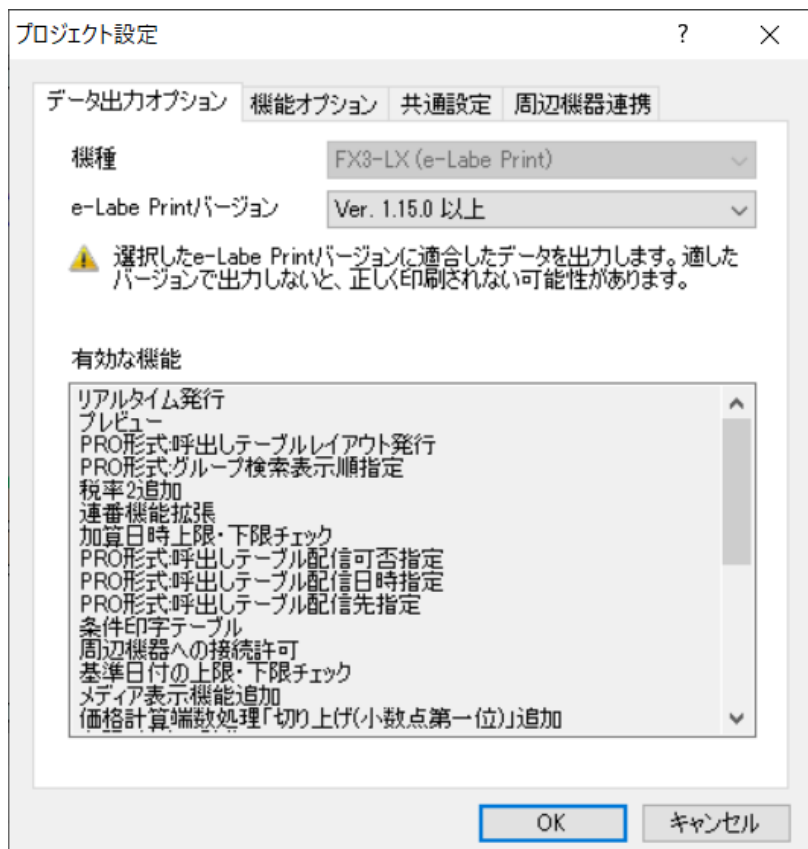 プロジェクト設定
?
データ出力オプション 機能オプション 共通設定 周辺機器連携
機種 FX3-LX (e-Labe Print)
e-Labe Printバージョン Ver. 1.15.0 以上
選択したe-Labe Printバージョンに適合したデータを出力します。適した
バージョンで出力しないと、正しく印刷されない可能性があります。
有効な機能
リアルタイム発行
プレビュー
PRO形式:呼出しテーブルレイアウト発行
PRO形式:グループ検索表示順指定
税率2追加
連番機能拡張
加算日時上限・下限チェック
PRO形式:呼出しテーブル配信可否指定
PRO形式:呼出しテーブル配信日時指定
PRO形式:呼出しテーブル配信先指定
条件印字テーブル
周辺機器への接続許可
基準日付の上限・下限チェック
メディア表示機能追加
価格計算端数処理「切り上げ(小数点第一位)」追加
OK キャンセル